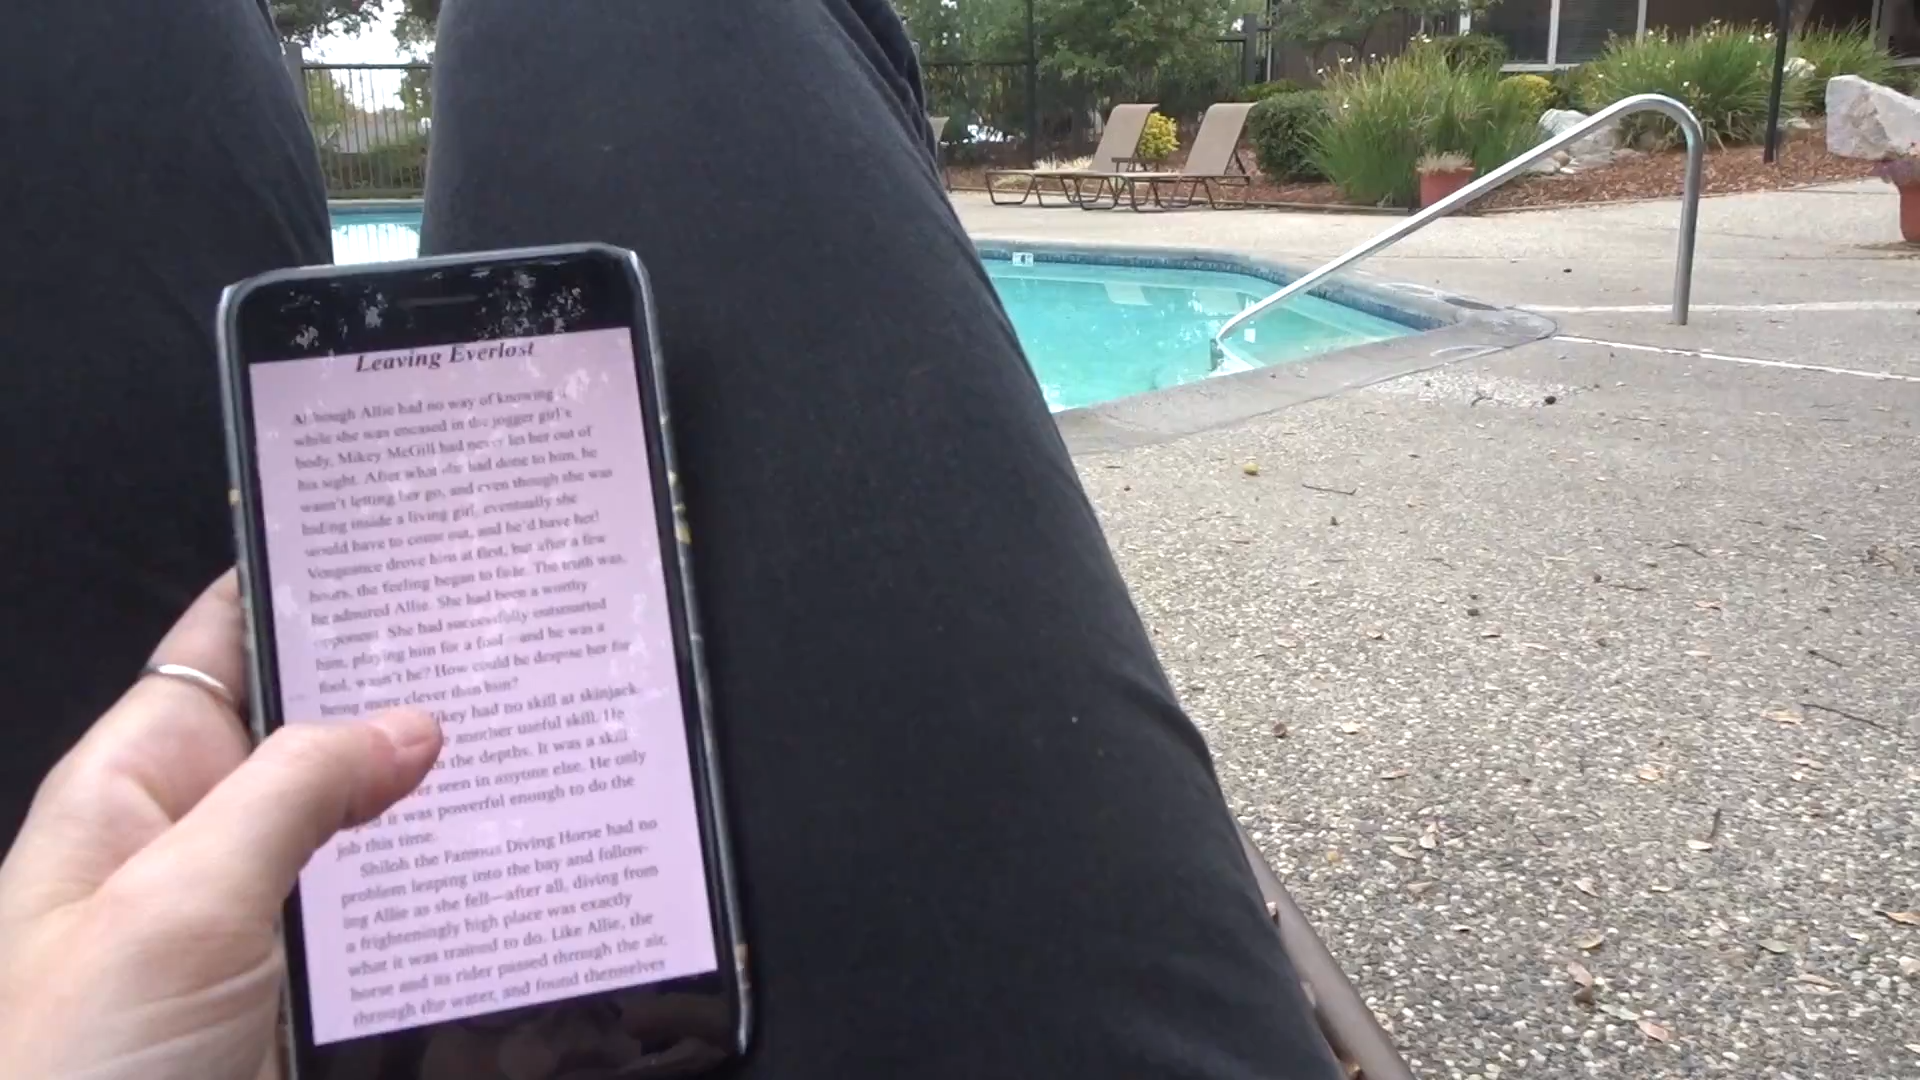 Leaving Everlost
Although Allie had no way of knowing
while she was encased in the jogger girl's
body, Mikey McGill had never let her out of
his sight. After what she had done to him, he
wasn't letting her go, and even though she was
hiding inside a living girl, eventually she
would have to come out, and he'd have her!
Vengeance drove him at first, but after a few
hours, the feeling began to fade. The truth was,
he admired Allie. She had been a worthy
opponent. She had successfully outsmarted
him, playing him for a fool—and he was a
fool, wasn't he? How could he despise her for
being more clever than him?
Mikey had no skill at skinjack-
another useful skill. He
the depths. It was a skill
seen in anyone else. He only
it was powerful enough to do the
job this time.
Shiloh the Famous Diving Horse had no
problem leaping into the bay and follow-
ing Allie as she fell—after all, diving from
a frighteningly high place was exactly
what it was trained to do. Like Allie, the
horse and its rider passed through the air,
through the water, and found themselves